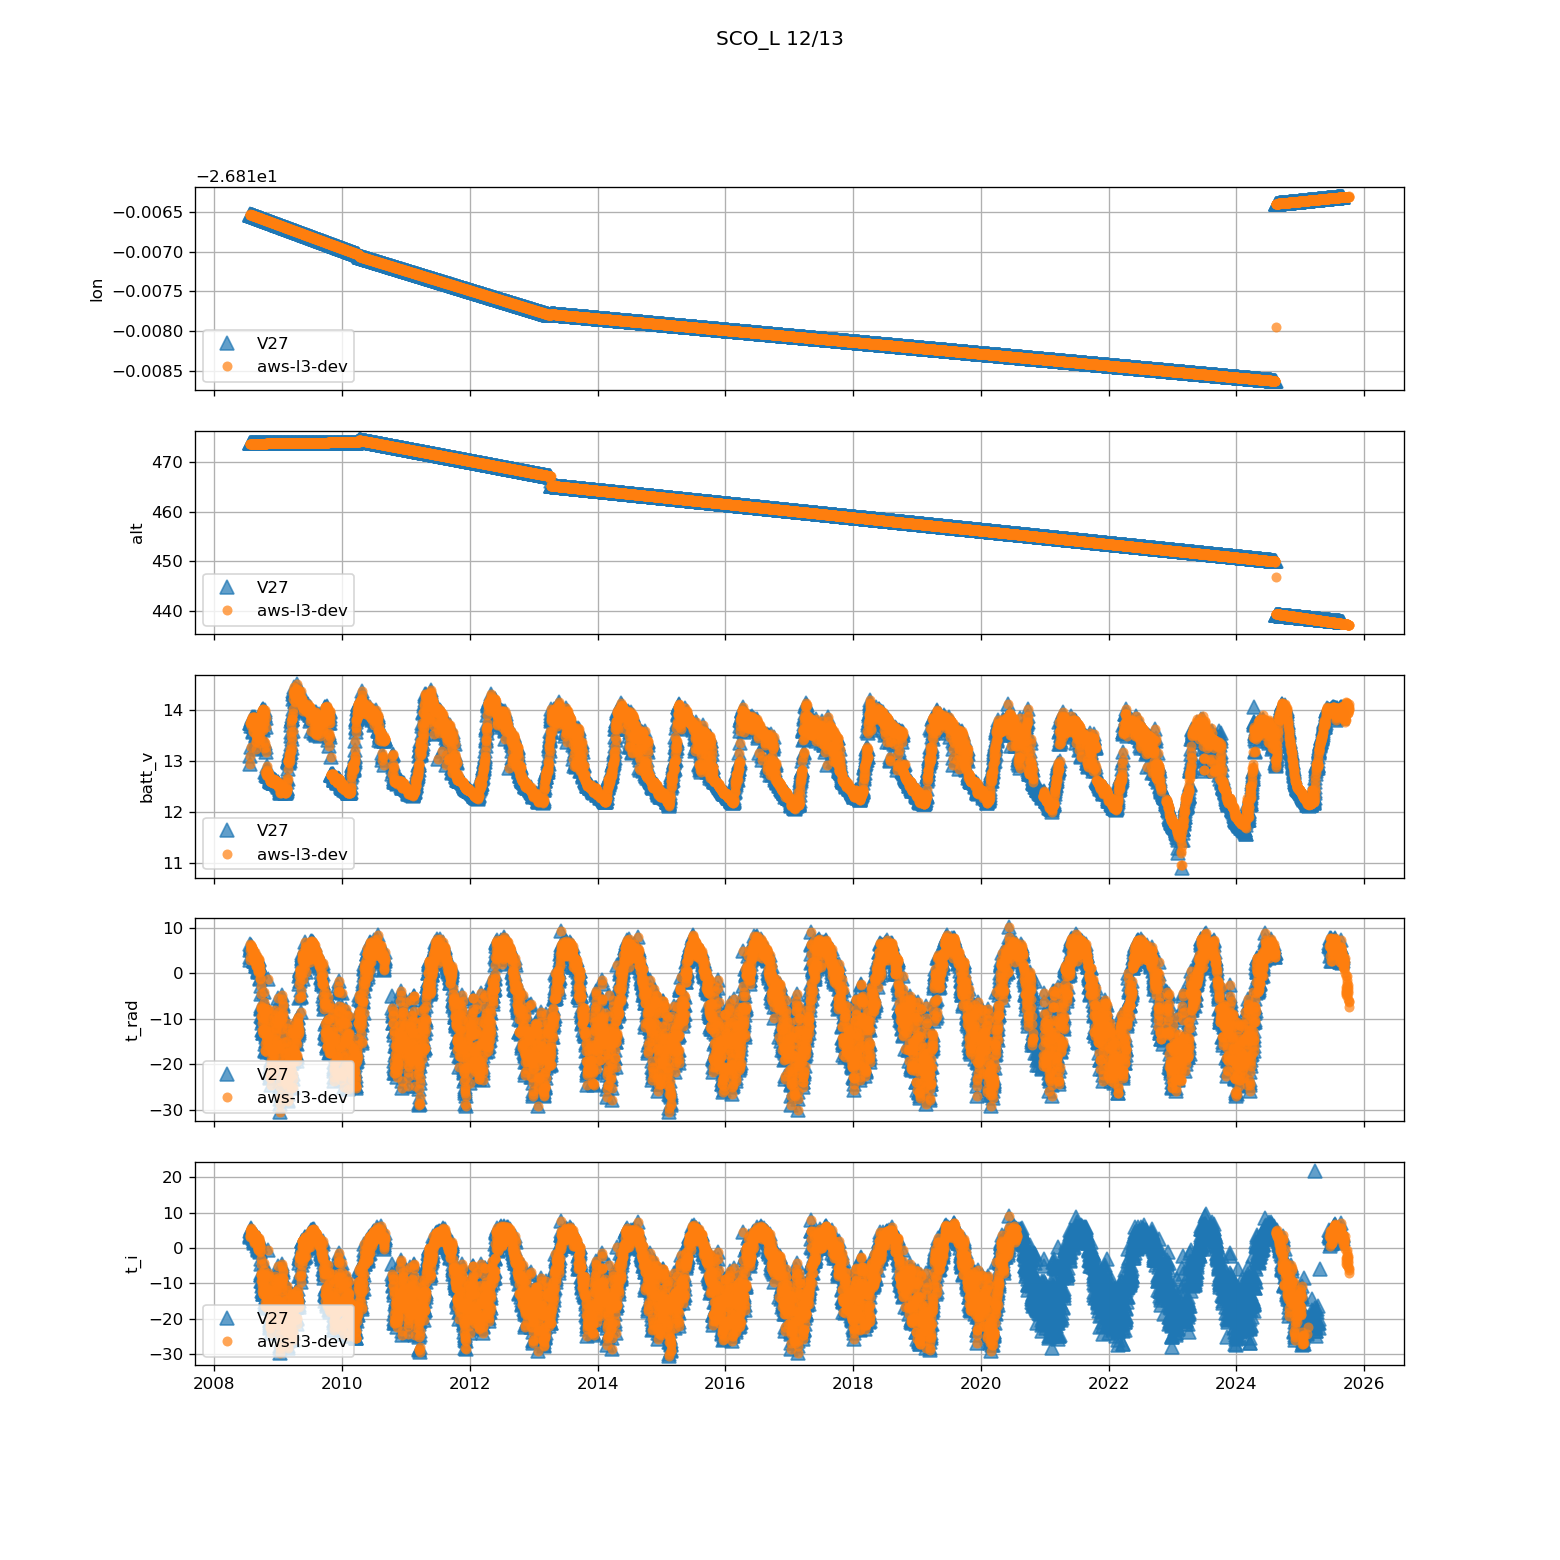 SCO_L 12/13
−2.681e1
−0.0065
−0.0070
−0.0075
−0.0080
−0.0085
lon
V27
aws-l3-dev
470
460
450
440
alt
V27
aws-l3-dev
14
13
12
11
batt_v
V27
aws-l3-dev
10
0
−10
−20
−30
t_rad
V27
aws-l3-dev
20
10
0
−10
−20
−30
t_i
V27
aws-l3-dev
2008 2010 2012 2014 2016 2018 2020 2022 2024 2026